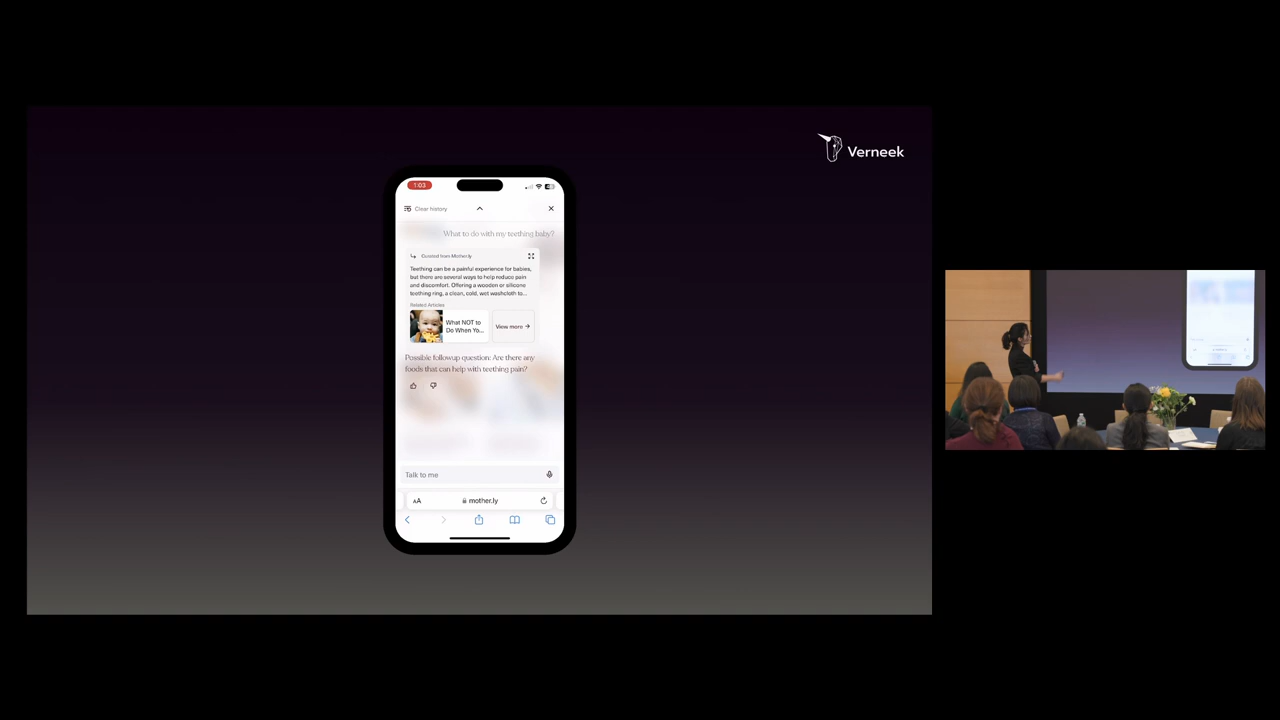 Verneek
1:03
Clear history
What to do with my teething baby?
Curated from Mother.ly
Teething can be a painful experience for babies,
but there are several ways to help reduce pain
and discomfort. Offering a wooden or silicone
teething ring, a clean, cold, wet washcloth to...
Related Articles
What NOT to
Do When Yo...
View more →
Possible followup question: Are there any
foods that can help with teething pain?
Talk to me
AA
mother.ly